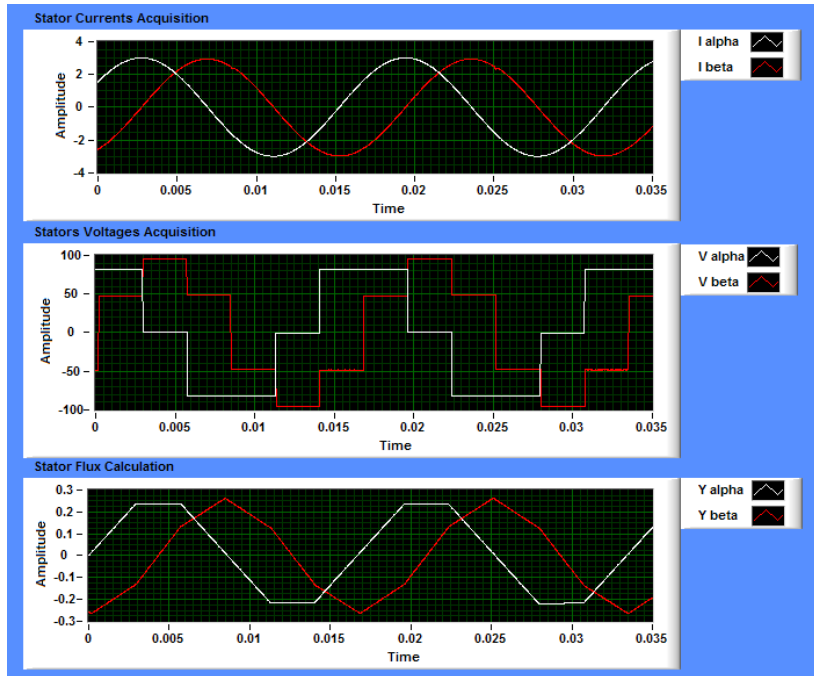 Stator Currents Acquisition
4
2
0
-2
-4
Amplitude
0 0.005 0.01 0.015 0.02 0.025 0.03 0.035
Time
I alpha
I beta
Stators Voltages Acquisition
100
50
0
-50
-100
Amplitude
0 0.005 0.01 0.015 0.02 0.025 0.03 0.035
Time
V alpha
V beta
Stator Flux Calculation
0.3
0.2
0.1
0
-0.1
-0.2
-0.3
Amplitude
0 0.005 0.01 0.015 0.02 0.025 0.03 0.035
Time
Y alpha
Y beta